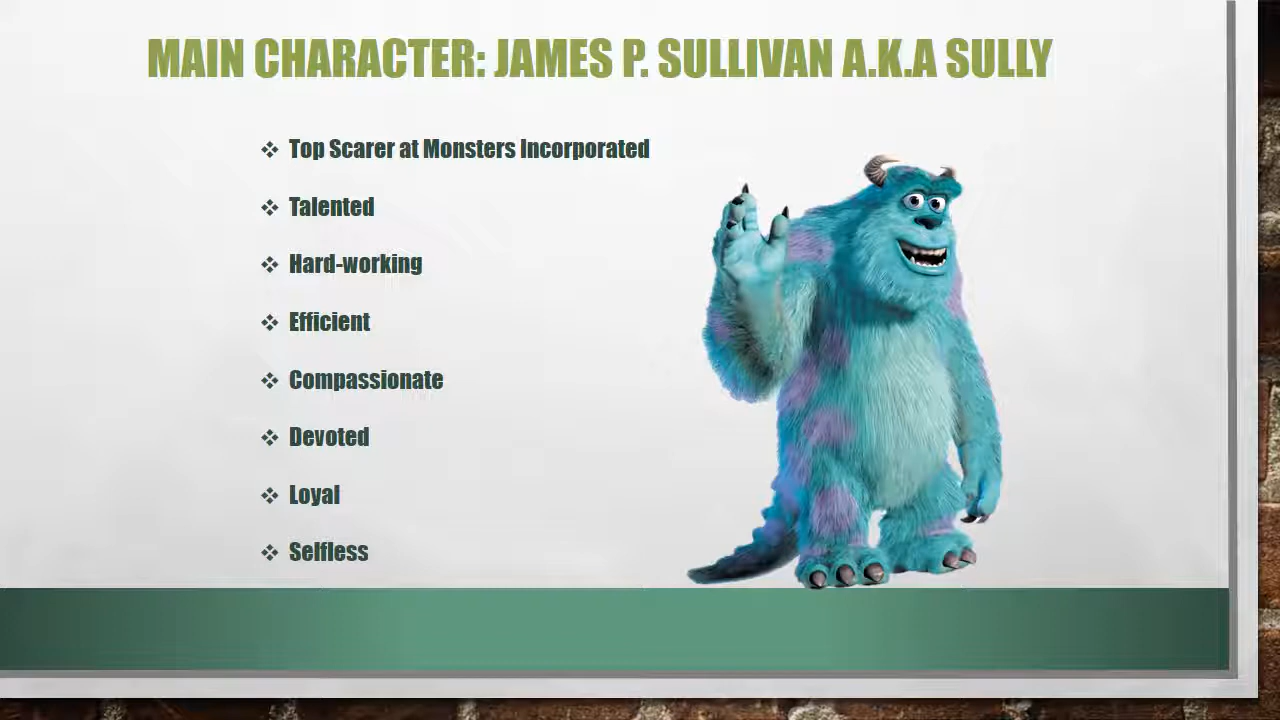 MAIN CHARACTER: JAMES P. SULLIVAN A.K.A SULLY
Top Scarer at Monsters Incorporated
Talented
Hard-working
Efficient
Compassionate
Devoted
Loyal
Selfless